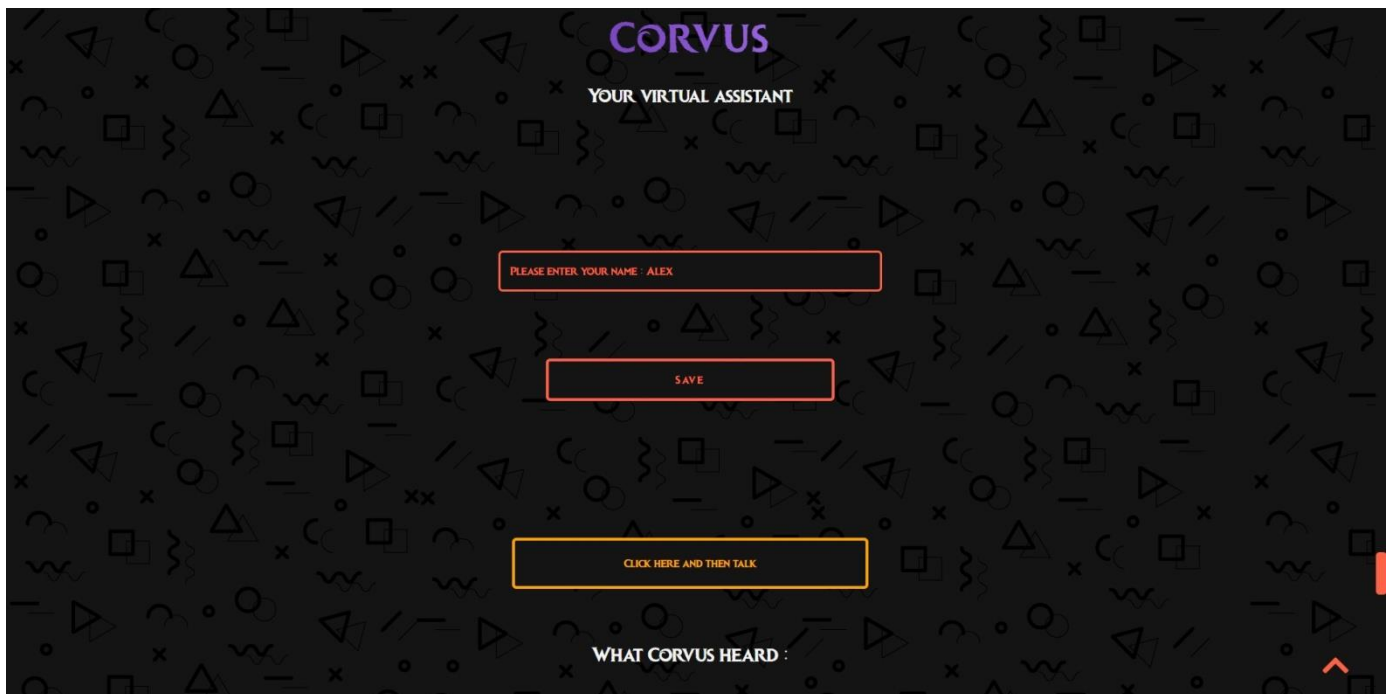 Corvus
Your virtual assistant
Please enter your name : Alex
Save
Click here and then talk
What Corvus heard :